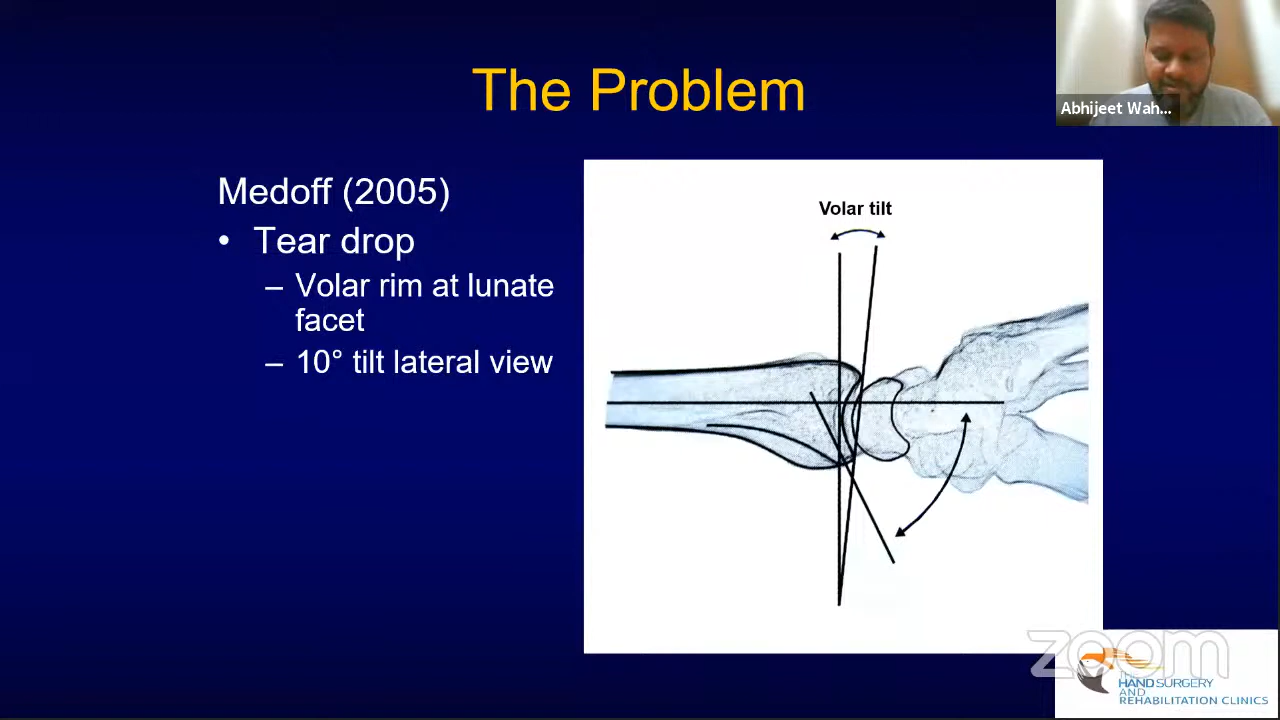 The Problem
Abhijeet Wah...
Medoff (2005)
• Tear drop
– Volar rim at lunate
facet
– 10° tilt lateral view
Volar tilt
zoom
HAND SURGERY
AND
REHABILITATION CLINICS